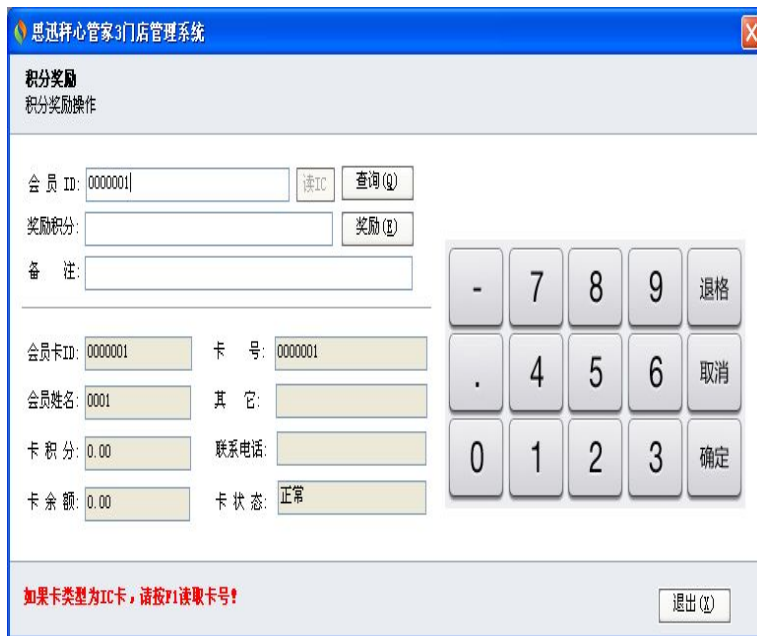 思迅秤心管家3门店管理系统
积分奖励
积分奖励操作
会 员 ID: 0000001 读IC 查询(Q)
奖励积分: 奖励(E)
备 注:
- 7 8 9 退格
会员卡ID: 0000001 卡 号: 0000001
. 4 5 6 取消
会员姓名: 0001 其 它:
卡 积 分: 0.00 联系电话:
0 1 2 3 确定
卡 余 额: 0.00 卡 状 态: 正常
如果卡类型为IC卡，请按F1读取卡号！
退出(X)